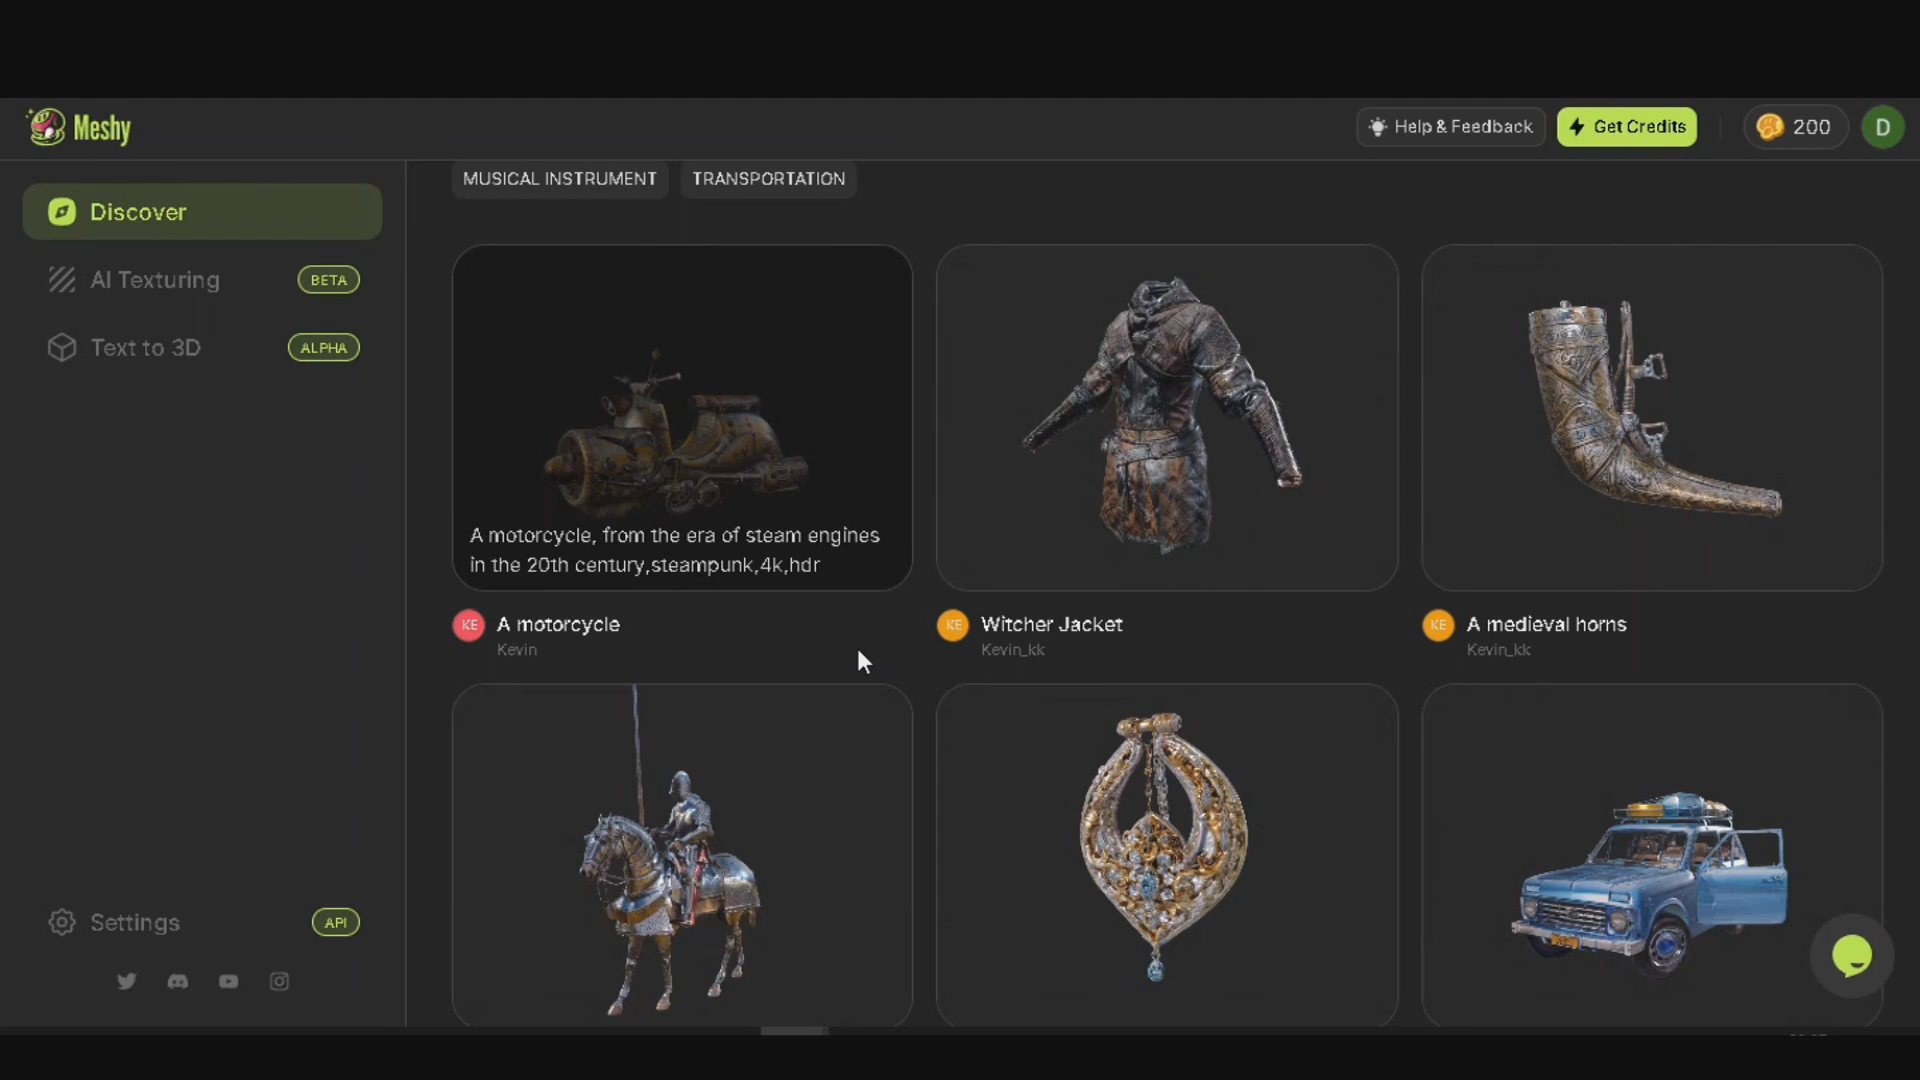 Meshy
Help & Feedback
Get Credits
200
D
Discover
AI Texturing
BETA
Text to 3D
ALPHA
MUSICAL INSTRUMENT
TRANSPORTATION
A motorcycle, from the era of steam engines
in the 20th century,steampunk,4k,hdr
KE
A motorcycle
Kevin
KE
Witcher Jacket
Kevin_kk
KE
A medieval horns
Kevin_kk
Settings
API